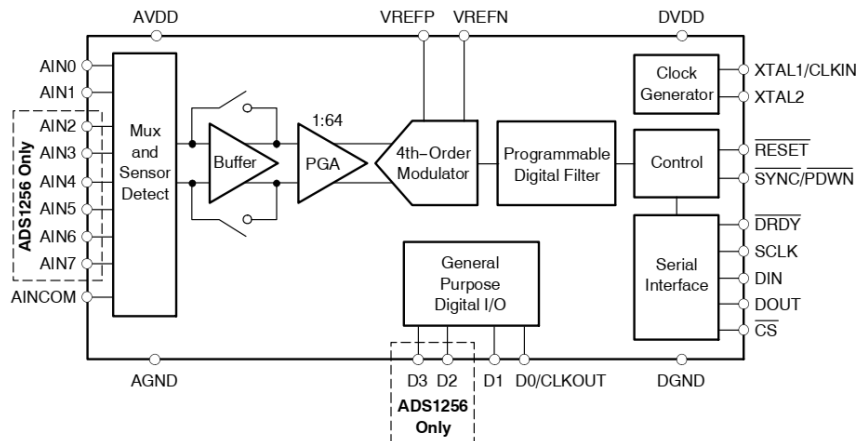 AVDD
VREFP
VREFN
DVDD
AIN0
AIN1
AIN2
AIN3
AIN4
AIN5
AIN6
AIN7
AINCOM
ADS1256 Only
Mux
and
Sensor
Detect
Buffer
1:64
PGA
4th−Order
Modulator
Programmable
Digital Filter
Clock
Generator
Control
Serial
Interface
General
Purpose
Digital I/O
XTAL1/CLKIN
XTAL2
RESET
SYNC/PDWN
DRDY
SCLK
DIN
DOUT
CS
AGND
D3
D2
D1
D0/CLKOUT
DGND
ADS1256
Only